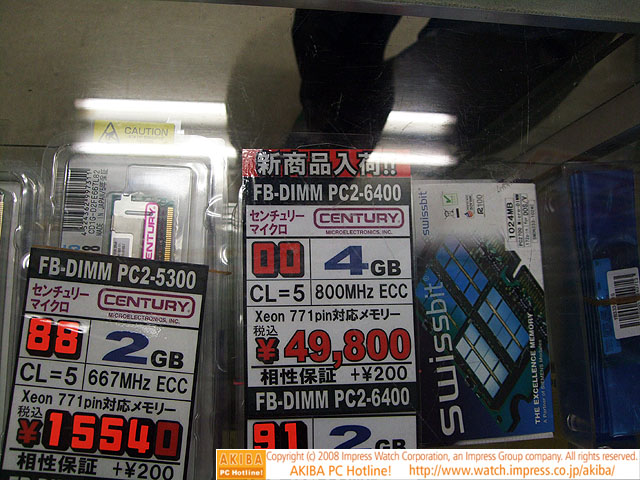 CAUTION
新商品入荷!!
FB-DIMM PC2-6400
センチュリー
マイクロ
CENTURY
MICROELECTRONICS, INC.
00
4GB
CL=5 800MHz ECC
Xeon 771pin対応メモリー
税込
¥49,800
相性保証 +¥200
FB-DIMM PC2-6400
91
2GB
FB-DIMM PC2-5300
センチュリー
マイクロ
CENTURY
MICROELECTRONICS, INC.
88
2GB
CL=5 667MHz ECC
Xeon 771pin対応メモリー
税込
¥15540
相性保証 +¥200
swissbit
1024MB
swissbit
THE EXCELLENCE IN MEMORY
AKIBA
PC Hotline!
Copyright (c) 2008 Impress Watch Corporation, an Impress Group company. All rights reserved.
AKIBA PC Hotline! http://www.watch.impress.co.jp/akiba/